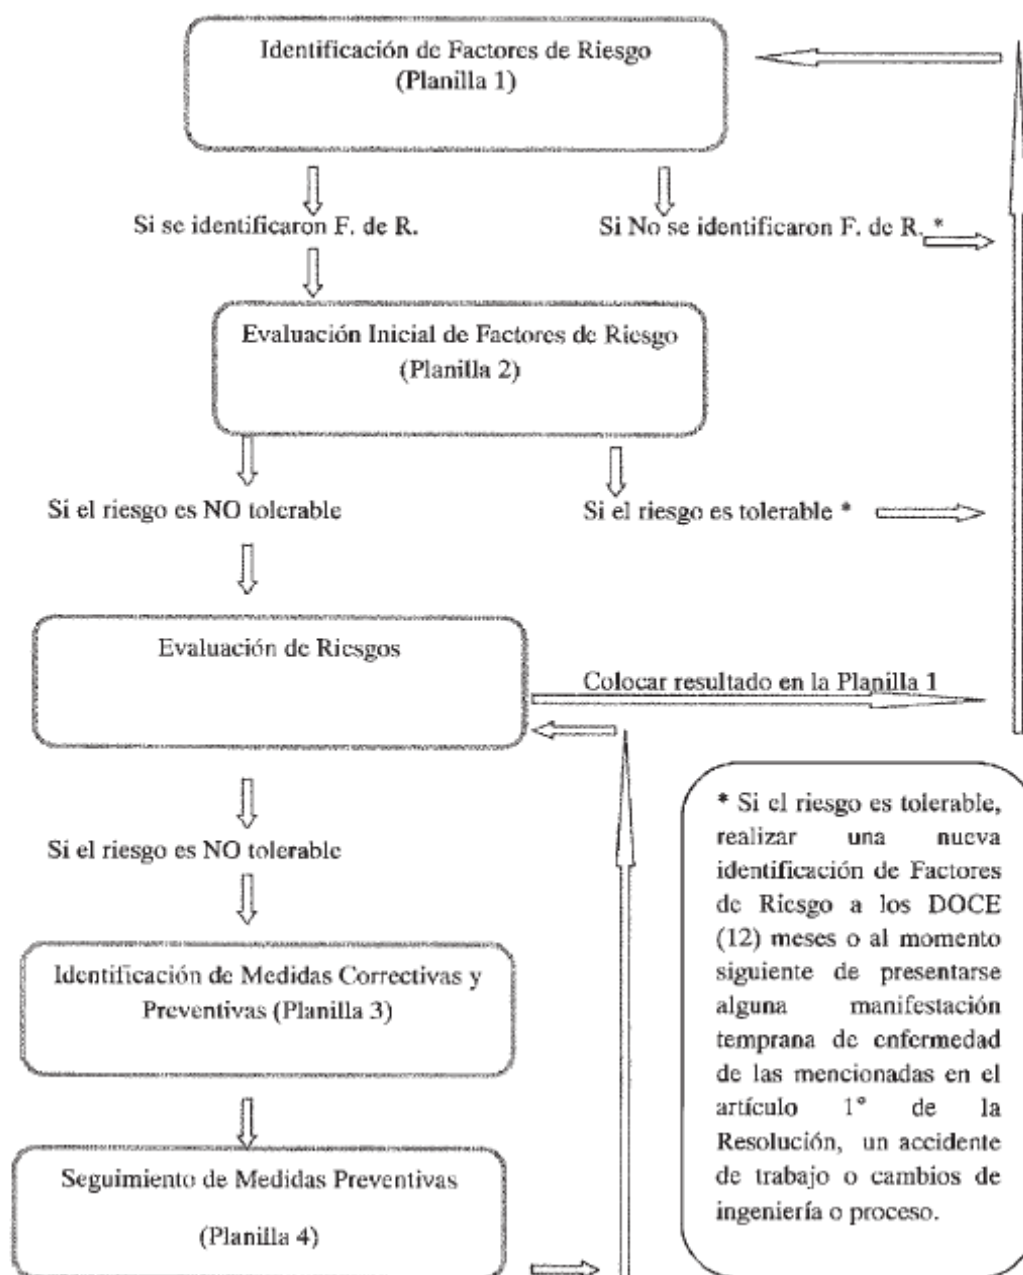 Identificación de Factores de Riesgo
(Planilla 1)
Si se identificaron F. de R.
Si No se identificaron F. de R. *
Evaluación Inicial de Factores de Riesgo
(Planilla 2)
Si el riesgo es NO tolerable
Si el riesgo es tolerable *
Evaluación de Riesgos
Colocar resultado en la Planilla 1
Si el riesgo es NO tolerable
Identificación de Medidas Correctivas y
Preventivas (Planilla 3)
Seguimiento de Medidas Preventivas
(Planilla 4)
* Si el riesgo es tolerable,
realizar una nueva
identificación de Factores
de Riesgo a los DOCE
(12) meses o al momento
siguiente de presentarse
alguna manifestación
temprana de enfermedad
de las mencionadas en el
artículo 1° de la
Resolución, un accidente
de trabajo o cambios de
ingeniería o proceso.